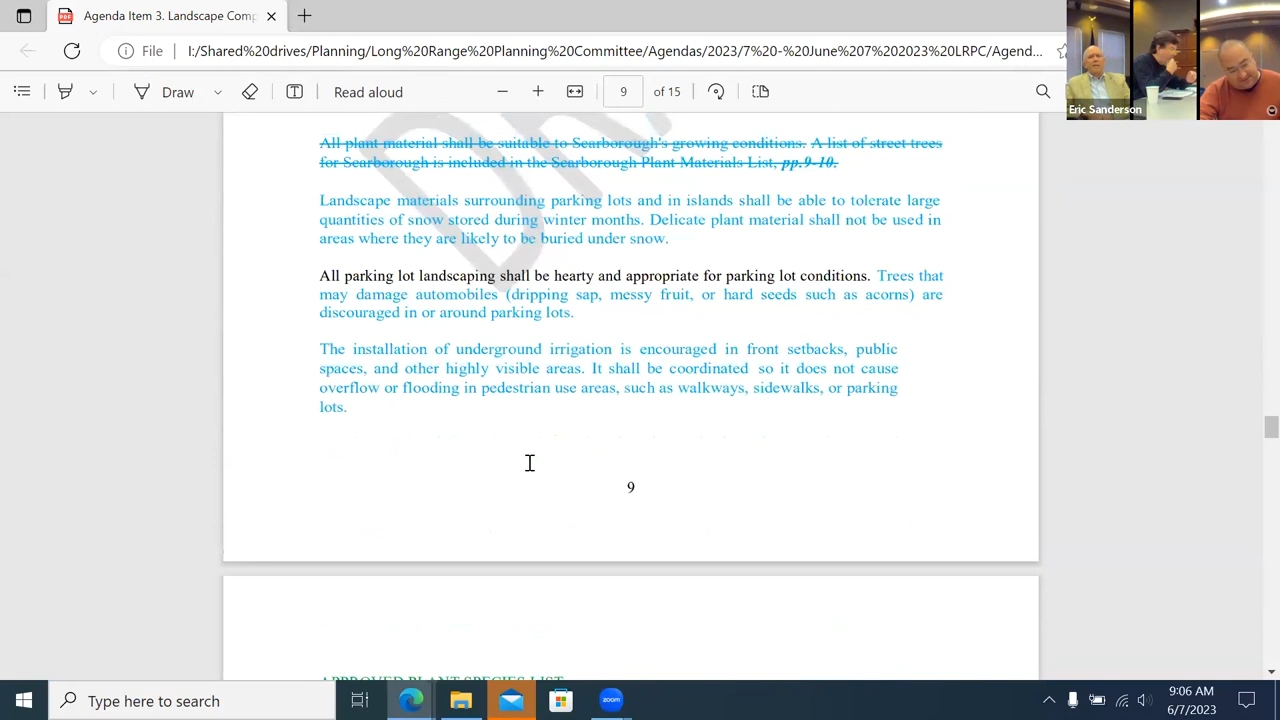 Agenda Item 3. Landscape Comp
File
I:/Shared%20drives/Planning/Long%20Range%20Planning%20Committee/Agendas/2023/7%20-%20June%207%202023%20LRPC/Agend...
Draw
Read aloud
9
of 15
Eric Sanderson
All plant material shall be suitable to Scarborough's growing conditions. A list of street trees
for Scarborough is included in the Scarborough Plant Materials List, pp.9-10.
Landscape materials surrounding parking lots and in islands shall be able to tolerate large
quantities of snow stored during winter months. Delicate plant material shall not be used in
areas where they are likely to be buried under snow.
All parking lot landscaping shall be hearty and appropriate for parking lot conditions. Trees that
may damage automobiles (dripping sap, messy fruit, or hard seeds such as acorns) are
discouraged in or around parking lots.
The installation of underground irrigation is encouraged in front setbacks, public
spaces, and other highly visible areas. It shall be coordinated so it does not cause
overflow or flooding in pedestrian use areas, such as walkways, sidewalks, or parking
lots.
9
APPROVED PLANT SPECIES LIST
Type here to search
zoom
9:06 AM
6/7/2023